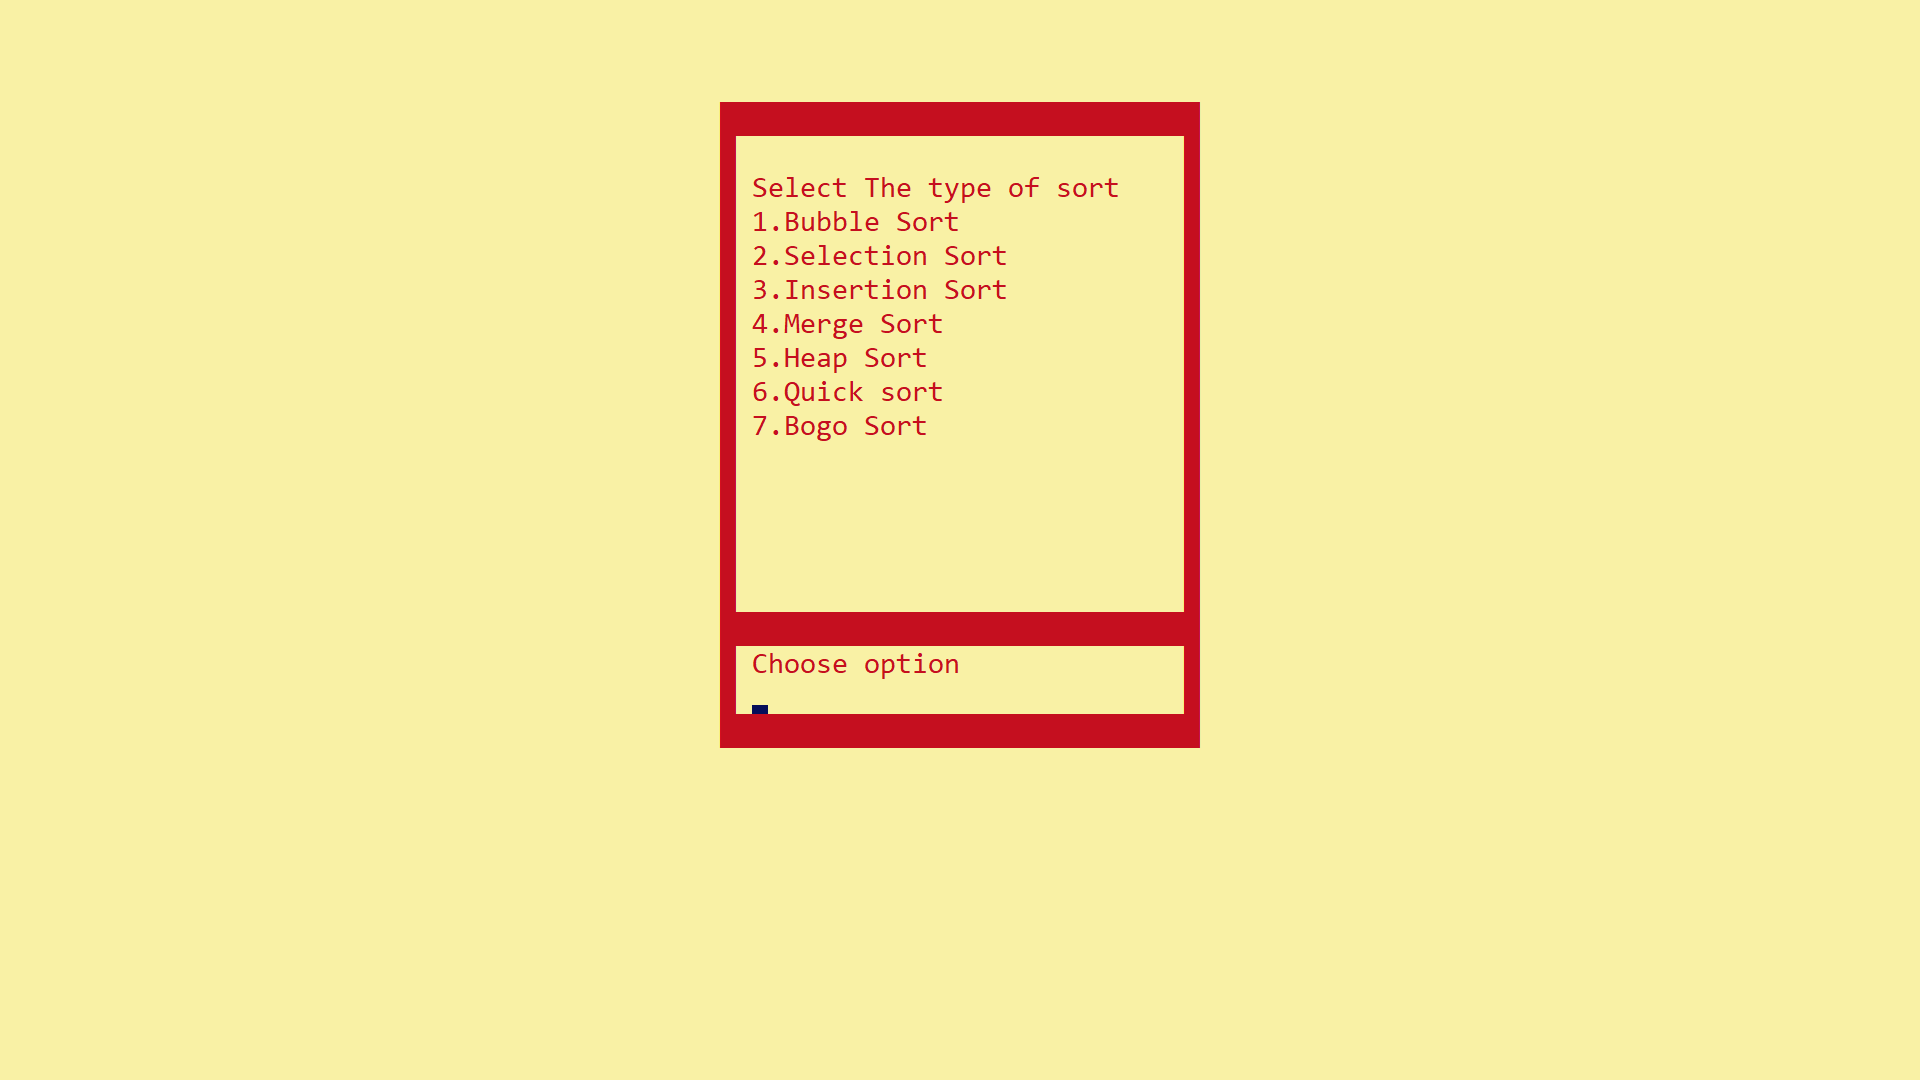 Select The type of sort
1.Bubble Sort
2.Selection Sort
3.Insertion Sort
4.Merge Sort
5.Heap Sort
6.Quick sort
7.Bogo Sort
Choose option